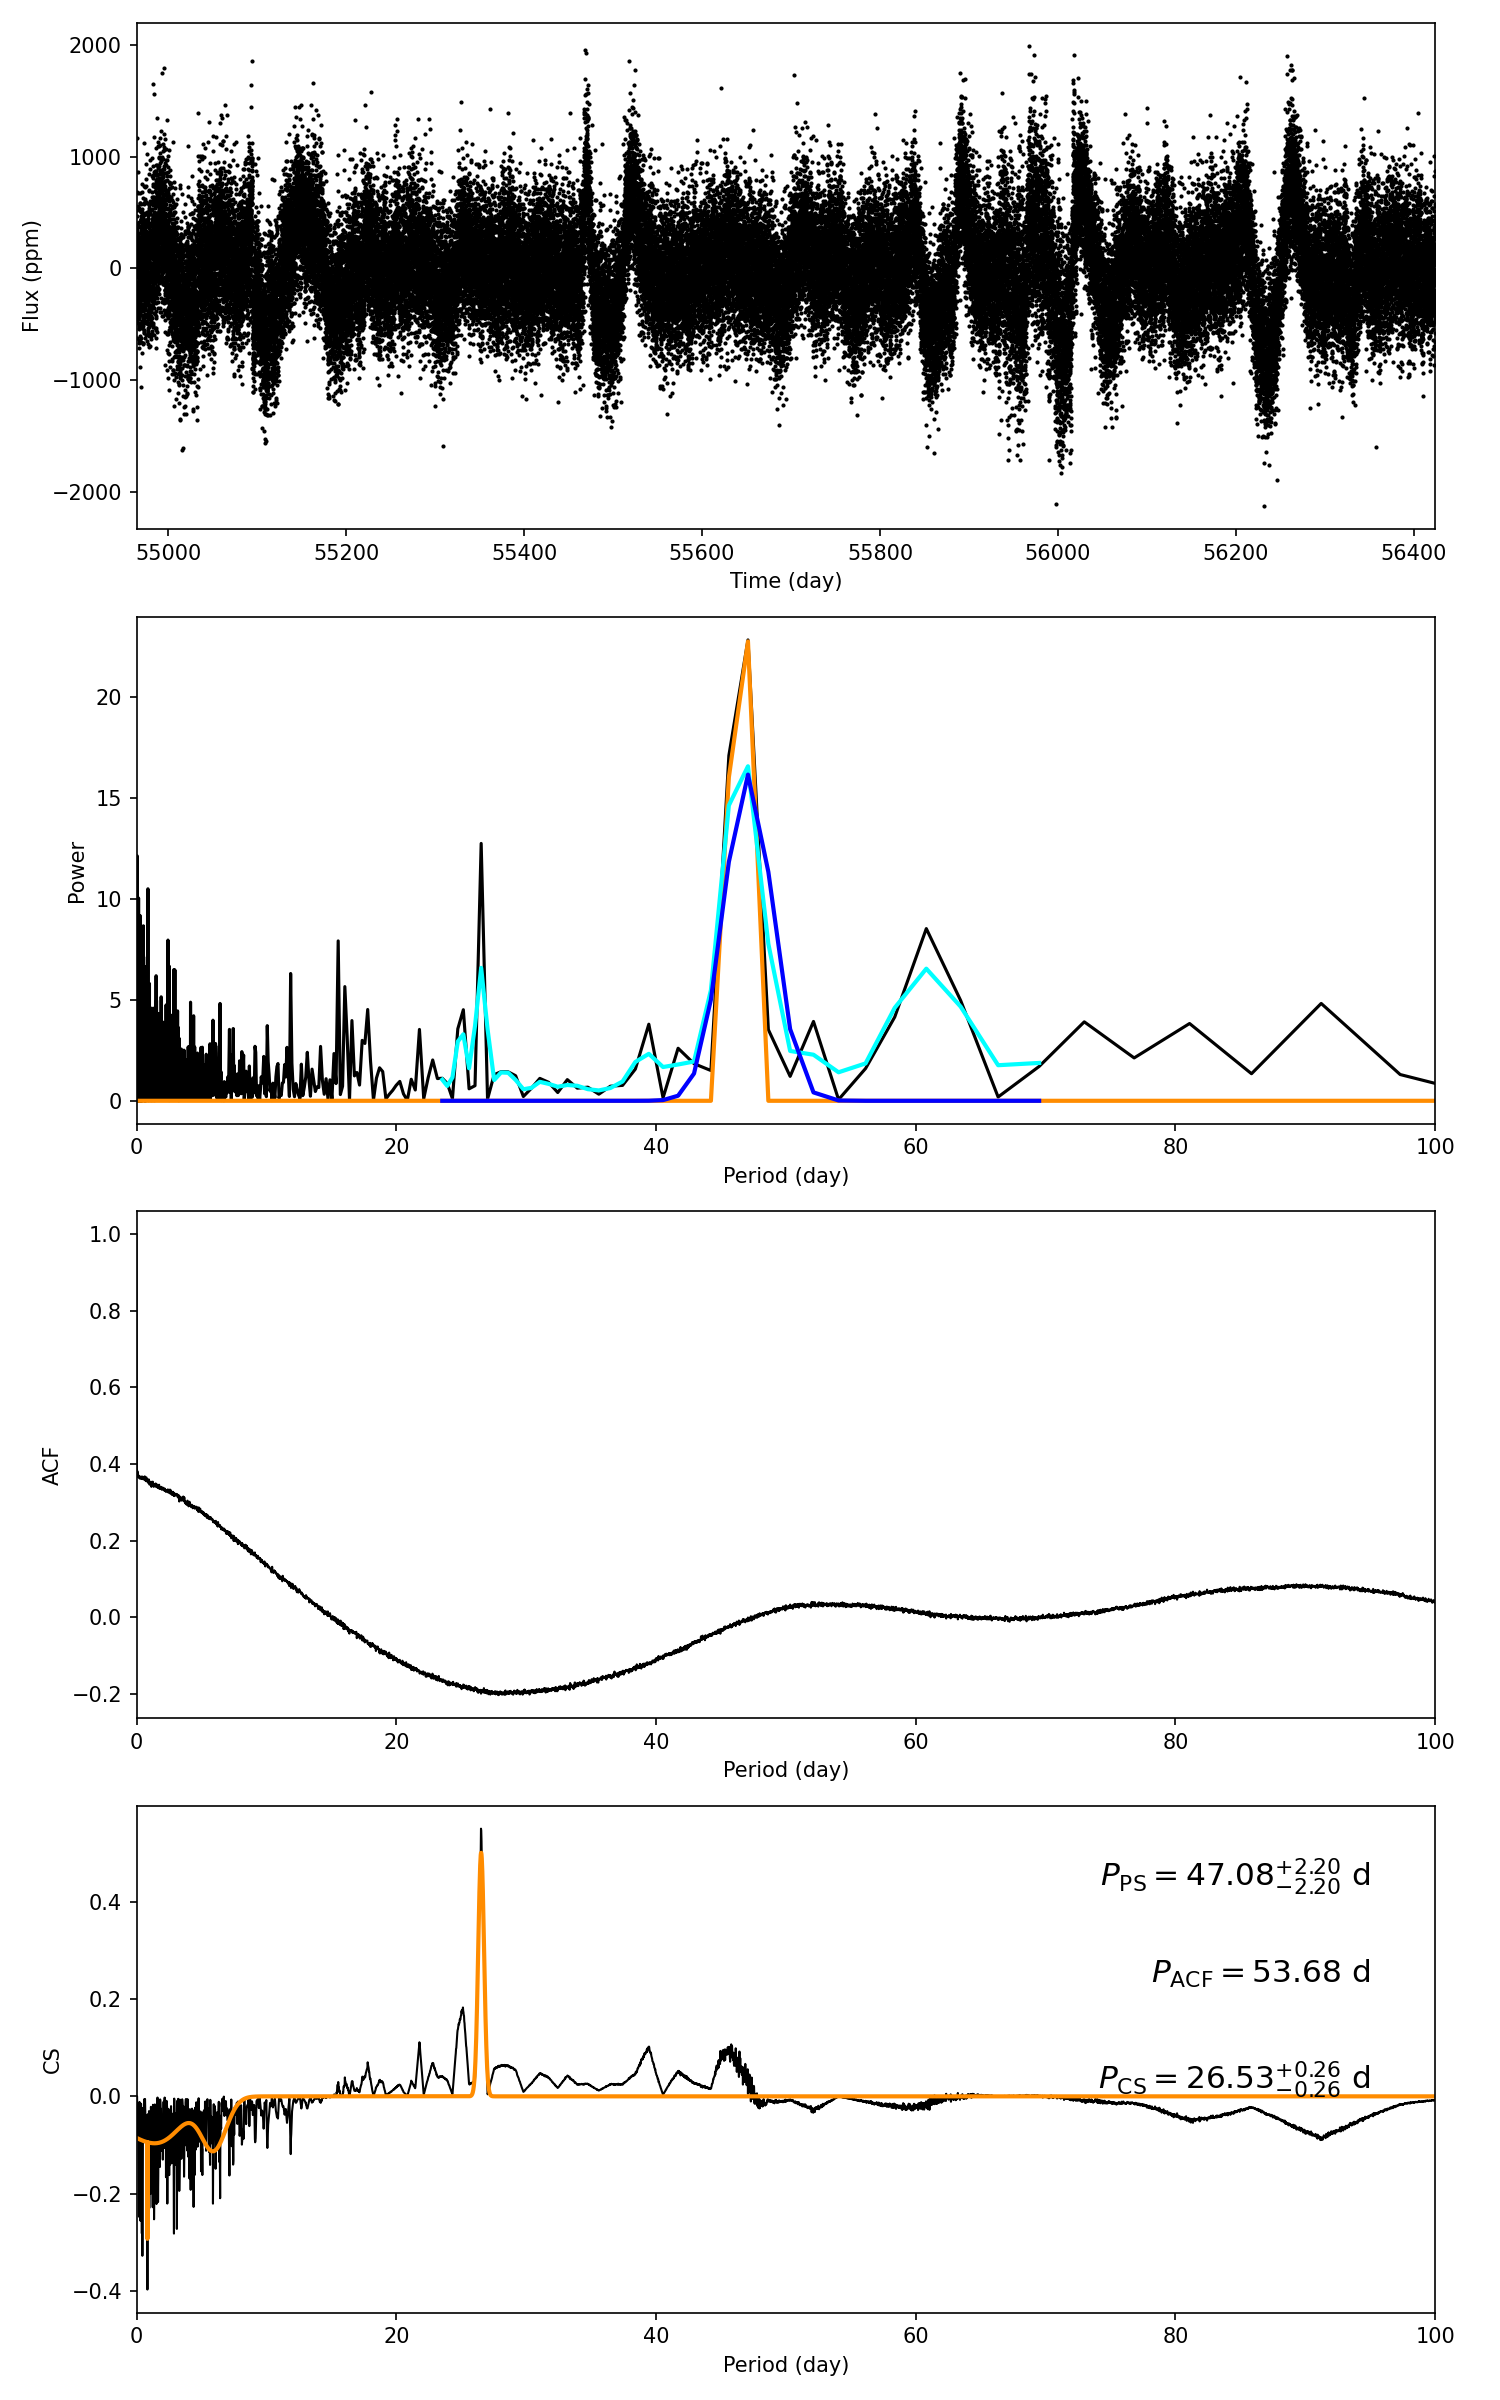 2000
1000
0
−1000
−2000
Flux (ppm)
55000 55200 55400 55600 55800 56000 56200 56400
Time (day)
20
15
10
5
0
Power
0 20 40 60 80 100
Period (day)
1.0
0.8
0.6
0.4
0.2
0.0
−0.2
ACF
0 20 40 60 80 100
Period (day)
P_PS = 47.08^{+2.20}_{−2.20} d
P_ACF = 53.68 d
P_CS = 26.53^{+0.26}_{−0.26} d
0.4
0.2
0.0
−0.2
−0.4
CS
0 20 40 60 80 100
Period (day)